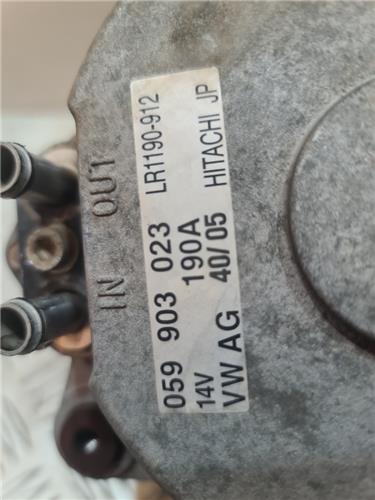 IN OUT
059 903 023 LR1190-912
14V 190A
VW AG 40/05 HITACHI JP